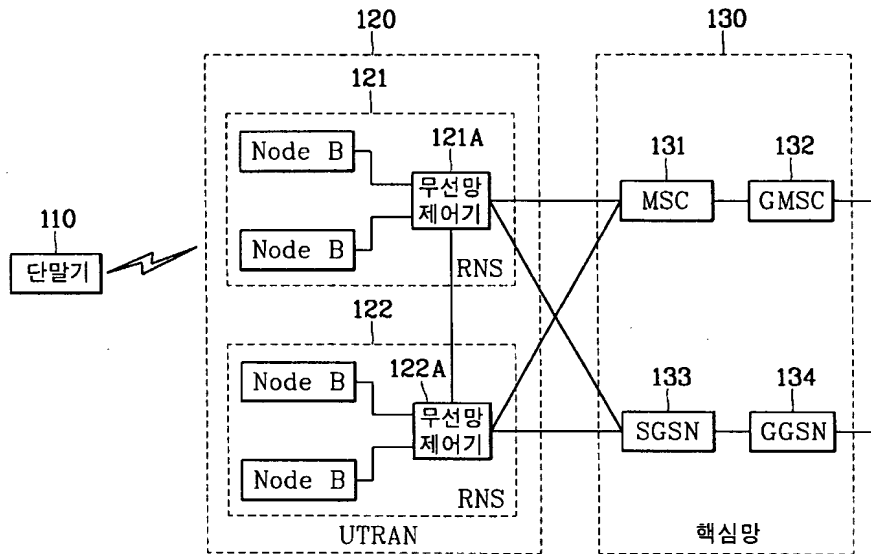 120
130
121
Node B
121A
무선망
제어기
Node B
RNS
131
132
MSC
GMSC
110
단말기
122
Node B
122A
무선망
제어기
Node B
RNS
133
134
SGSN
GGSN
UTRAN
핵심망